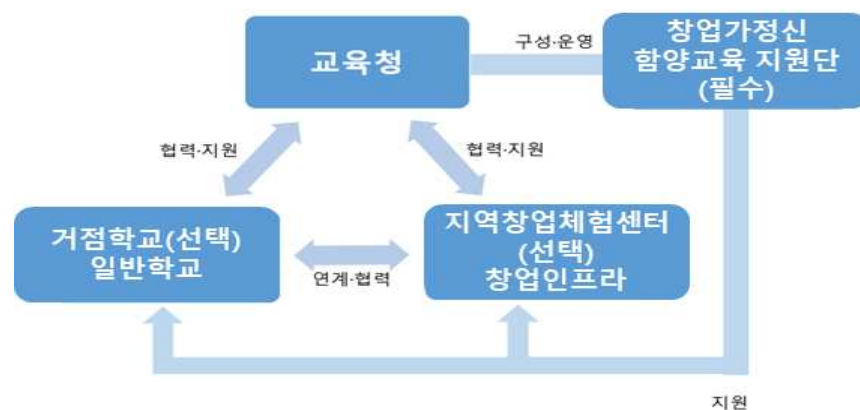 교육청
구성·운영
창업가정신
함양교육 지원단
(필수)
협력·지원
협력·지원
거점학교(선택)
일반학교
연계·협력
지역창업체험센터
(선택)
창업인프라
지원